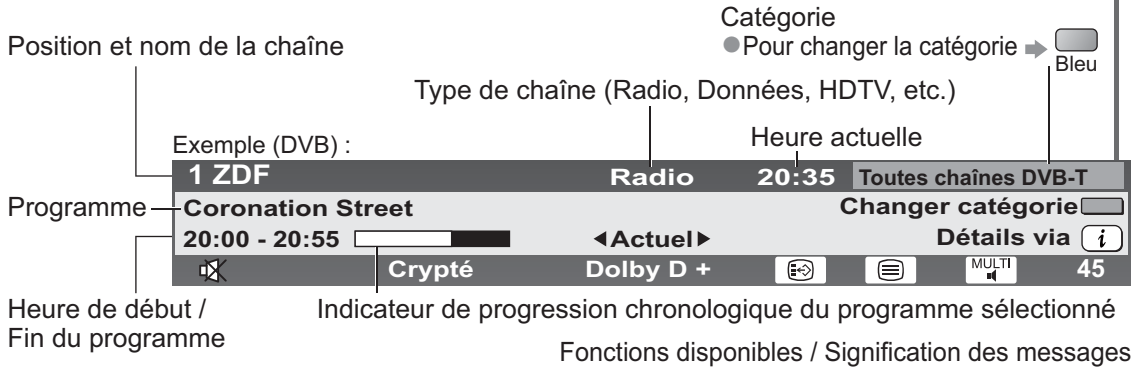 Catégorie
Position et nom de la chaîne
●Pour changer la catégorie
Bleu
Type de chaîne (Radio, Données, HDTV, etc.)
Exemple (DVB) :
Heure actuelle
1 ZDF Radio 20:35 Toutes chaînes DVB-T
Programme
Coronation Street Changer catégorie
20:00 - 20:55 ◄Actuel► Détails via i
Crypté Dolby D + MULTI 45
Heure de début /
Fin du programme
Indicateur de progression chronologique du programme sélectionné
Fonctions disponibles / Signification des messages